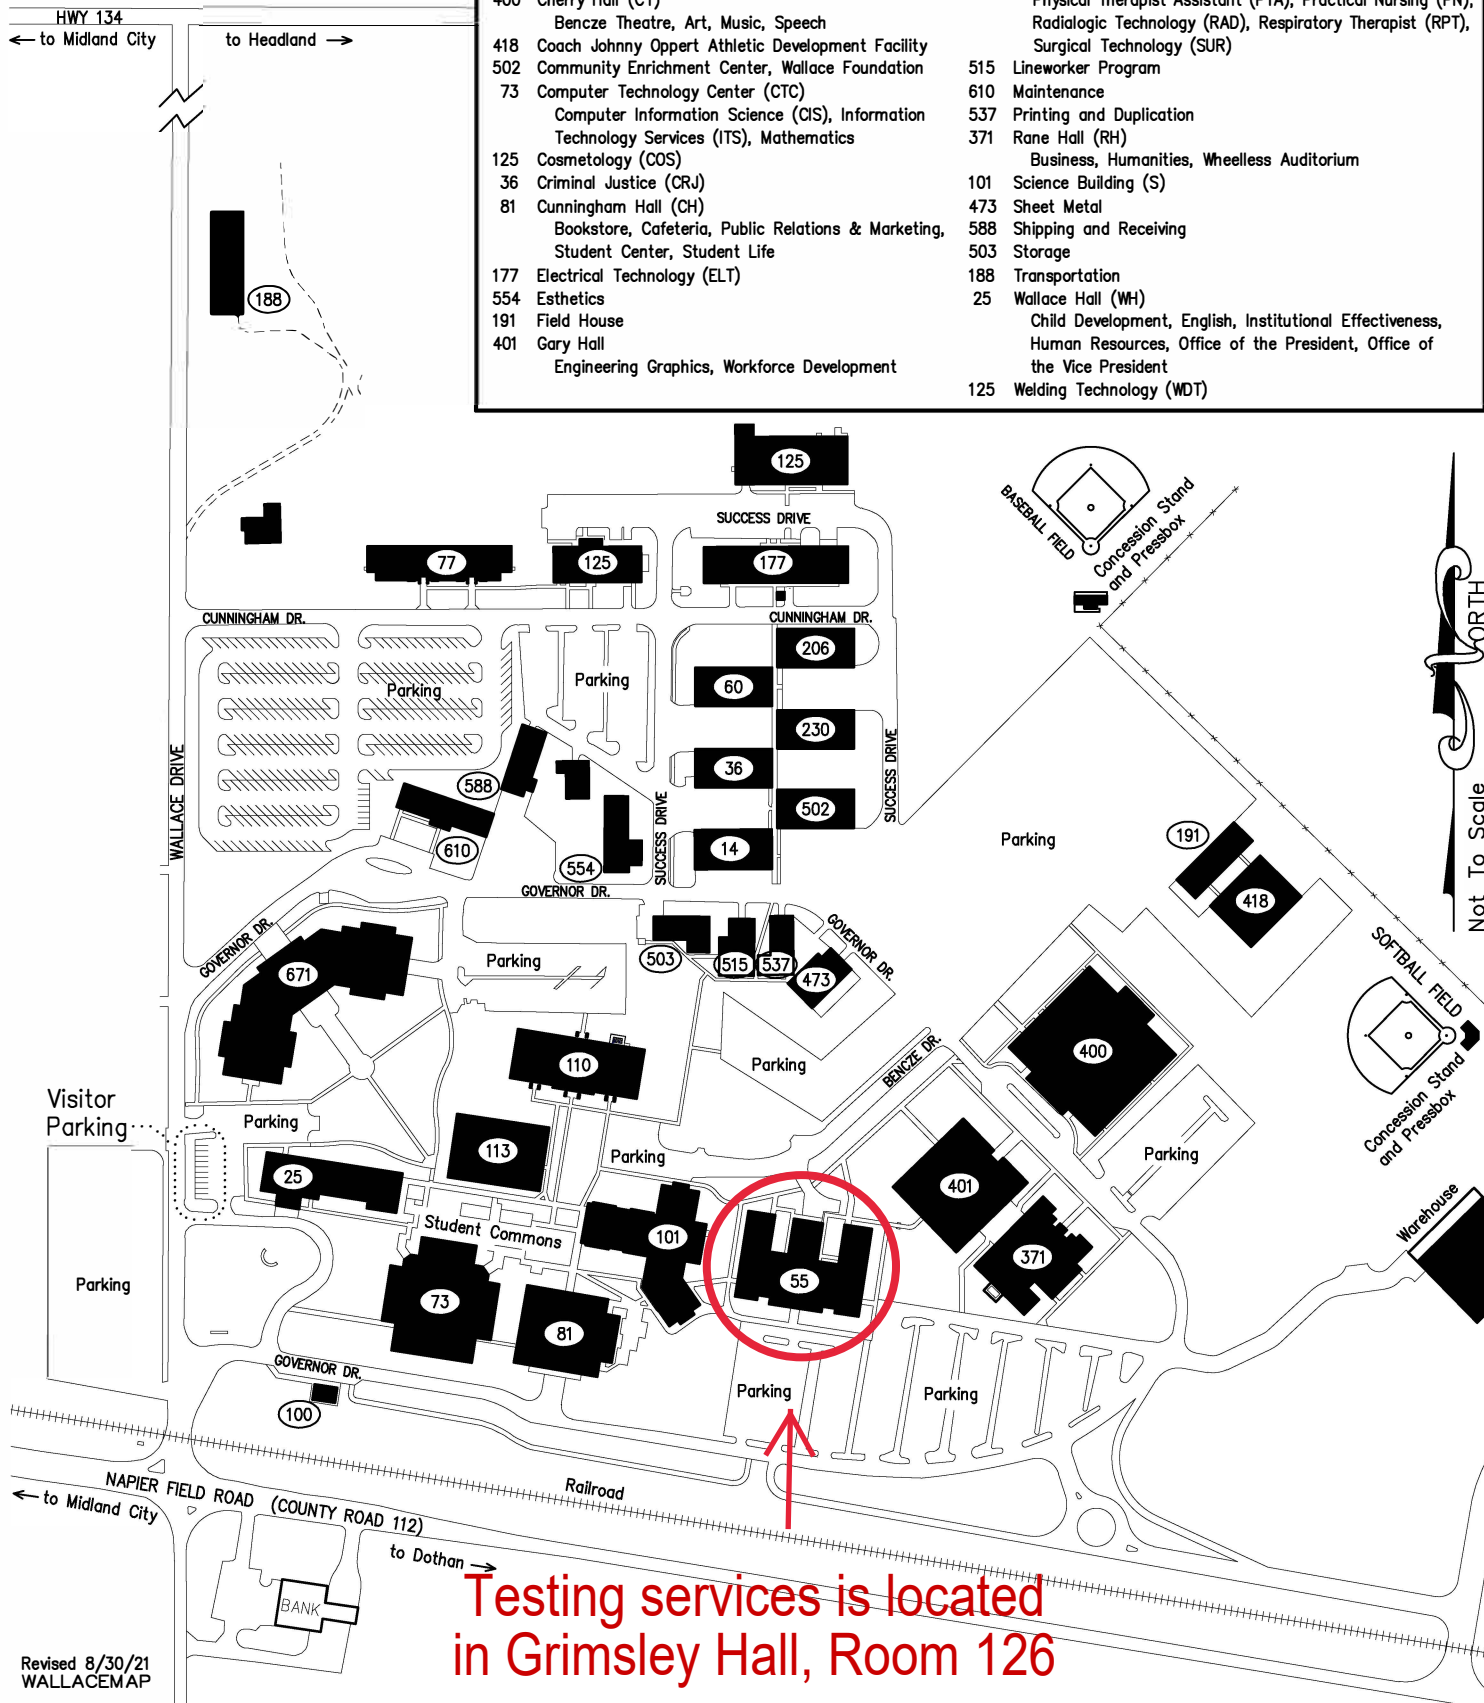 HWY 134
← to Midland City
to Headland →
400 Cherry Hall (CT)
Bencze Theatre, Art, Music, Speech
418 Coach Johnny Oppert Athletic Development Facility
502 Community Enrichment Center, Wallace Foundation
73 Computer Technology Center (CTC)
Computer Information Science (CIS), Information
Technology Services (ITS), Mathematics
125 Cosmetology (COS)
36 Criminal Justice (CRJ)
81 Cunningham Hall (CH)
Bookstore, Cafeteria, Public Relations & Marketing,
Student Center, Student Life
177 Electrical Technology (ELT)
554 Esthetics
191 Field House
401 Gary Hall
Engineering Graphics, Workforce Development
Physical Therapist Assistant (PTA), Practical Nursing (PN),
Radialogic Technology (RAD), Respiratory Therapist (RPT),
Surgical Technology (SUR)
515 Lineworker Program
610 Maintenance
537 Printing and Duplication
371 Rane Hall (RH)
Business, Humanities, Wheelless Auditorium
101 Science Building (S)
473 Sheet Metal
588 Shipping and Receiving
503 Storage
188 Transportation
25 Wallace Hall (WH)
Child Development, English, Institutional Effectiveness,
Human Resources, Office of the President, Office of
the Vice President
125 Welding Technology (WDT)
188
125
SUCCESS DRIVE
BASEBALL FIELD
Concession Stand
and Pressbox
77
125
177
CUNNINGHAM DR.
CUNNINGHAM DR.
206
NORTH
Not To Scale
Parking
Parking
60
230
36
502
14
WALLACE DRIVE
588
610
554
SUCCESS DRIVE
SUCCESS DRIVE
GOVERNOR DR.
Parking
191
418
GOVERNOR DR.
671
Parking
503
515
537
473
GOVERNOR DR.
SOFTBALL FIELD
Concession Stand
and Pressbox
110
Parking
BENCZE DR.
400
Visitor
Parking
Parking
113
Parking
Parking
25
Student Commons
101
401
371
Warehouse
Parking
73
81
55
GOVERNOR DR.
100
Parking
Parking
Railroad
NAPIER FIELD ROAD (COUNTY ROAD 112)
← to Midland City
to Dothan →
BANK
Testing services is located
in Grimsley Hall, Room 126
Revised 8/30/21
WALLACEMAP